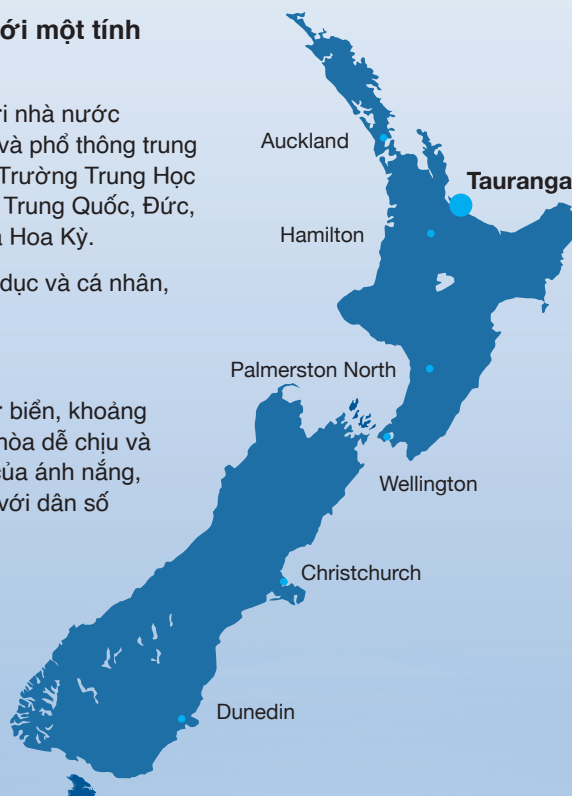 ới một tính
ri nhà nước
và phổ thông trung
Trường Trung Học
Trung Quốc, Đức,
à Hoa Kỳ.
dục và cá nhân,
biển, khoảng
hòa dễ chịu và
của ánh nắng,
với dân số
Auckland
Tauranga
Hamilton
Palmerston North
Wellington
Christchurch
Dunedin